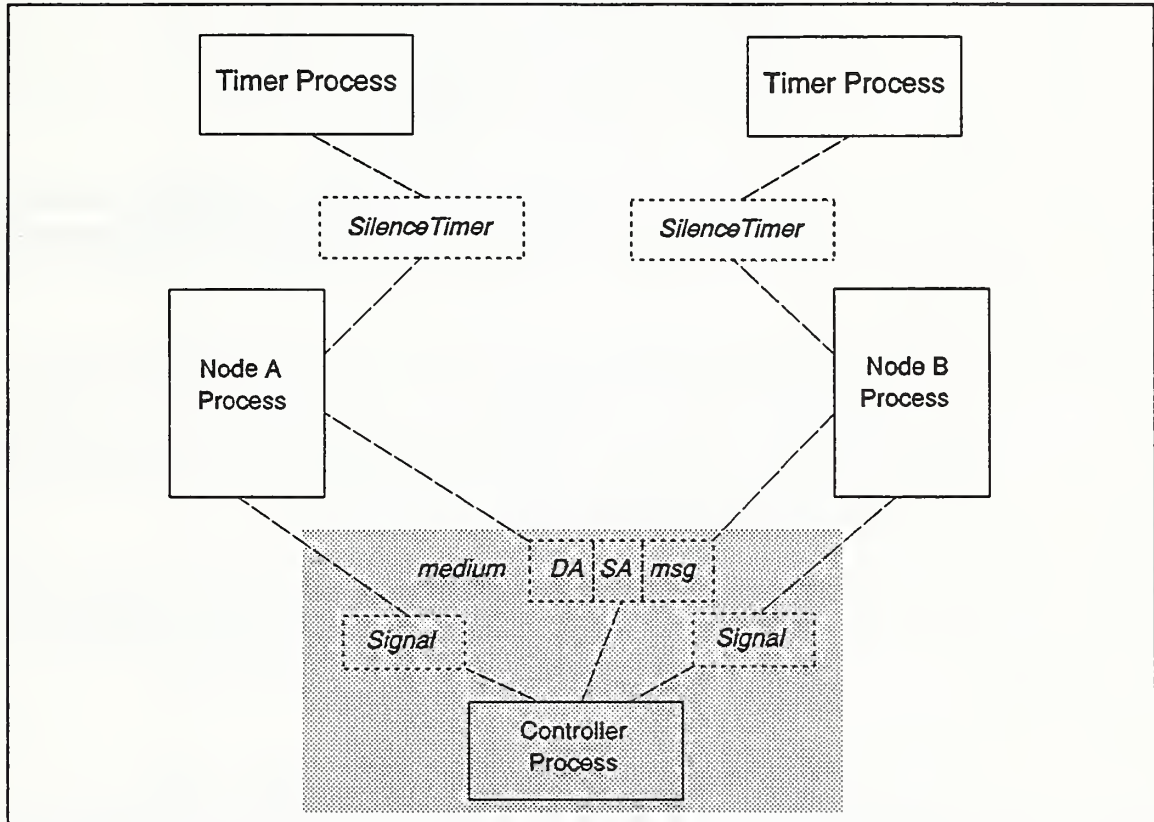 Timer Process
Timer Process
SilenceTimer
SilenceTimer
Node A
Process
Node B
Process
medium DA SA msg
Signal
Signal
Controller
Process